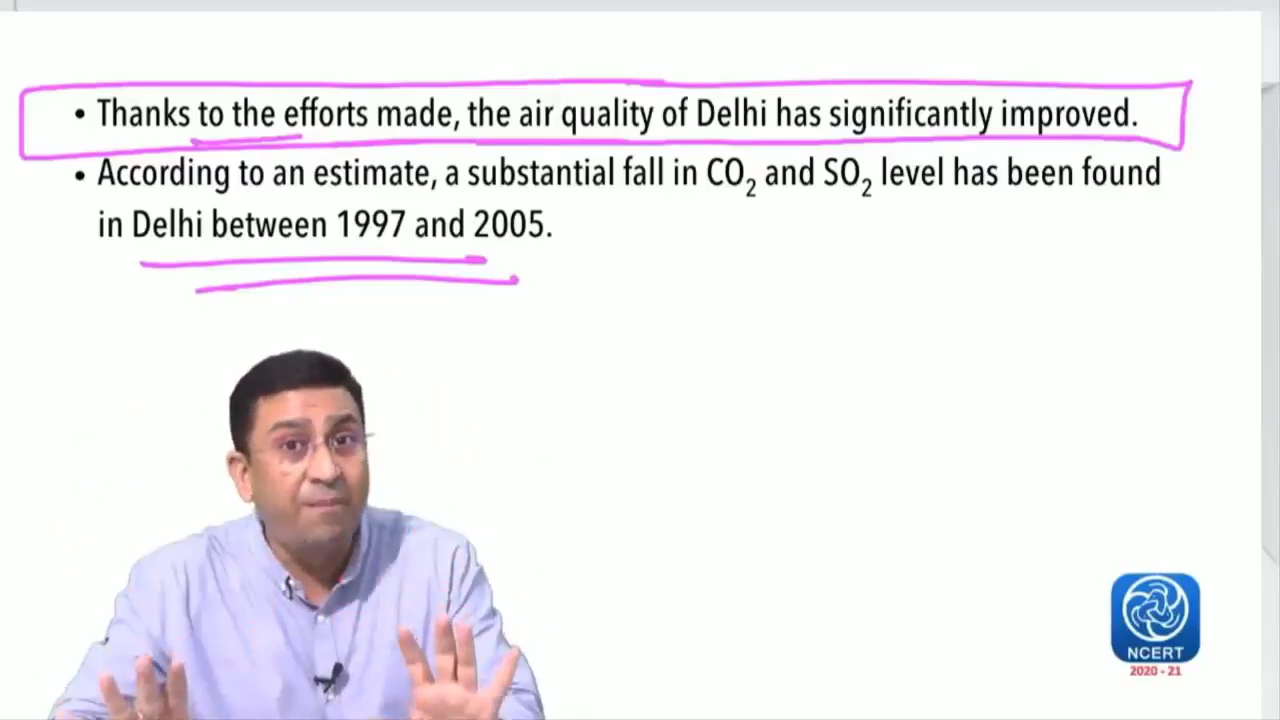 • Thanks to the efforts made, the air quality of Delhi has significantly improved.
• According to an estimate, a substantial fall in CO₂ and SO₂ level has been found
in Delhi between 1997 and 2005.
NCERT
2020 - 21